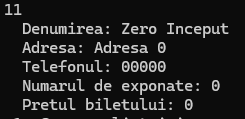 11
Denumirea: Zero Inceput
Adresa: Adresa 0
Telefonul: 00000
Numarul de exponate: 0
Pretul biletului: 0